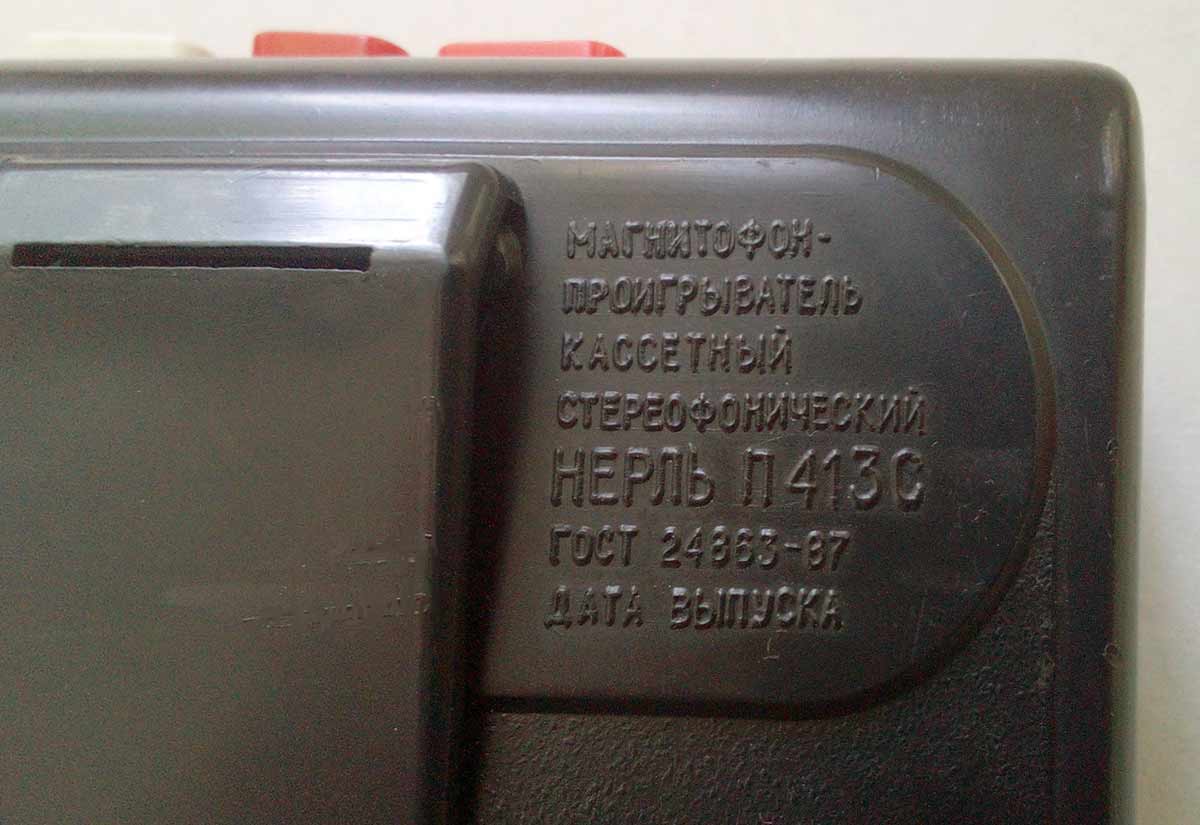 МАГНИТОФОН-
ПРОИГРЫВАТЕЛЬ
КАССЕТНЫЙ
СТЕРЕОФОНИЧЕСКИЙ
НЕРЛЬ П413С
ГОСТ 24863-87
ДАТА ВЫПУСКА